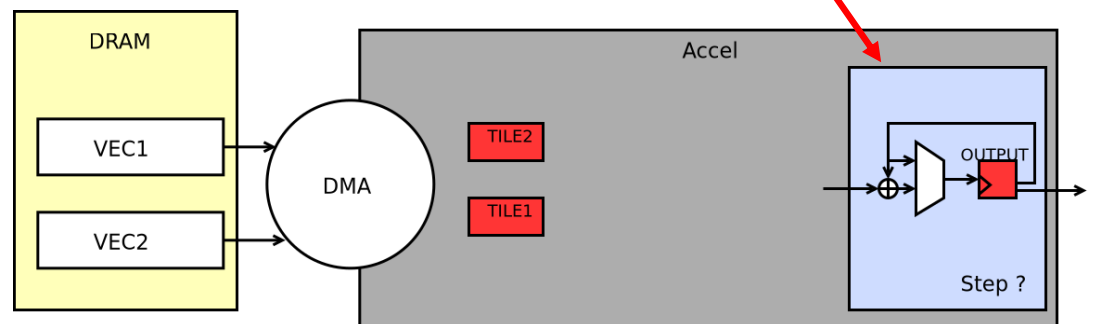 DRAM
Accel
VEC1
VEC2
DMA
TILE2
TILE1
OUTPUT
Step ?